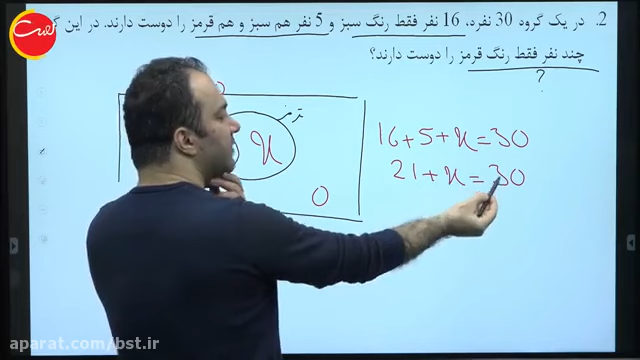 2. در یک گروه 30 نفره، 16 نفر فقط رنگ سبز و 5 نفر هم سبز و هم قرمز را دوست دارند. در این
چند نفر فقط رنگ قرمز را دوست دارند؟
?
قرمز
x
0
16+5+x=30
21+x=30
aparat.com/bst.ir